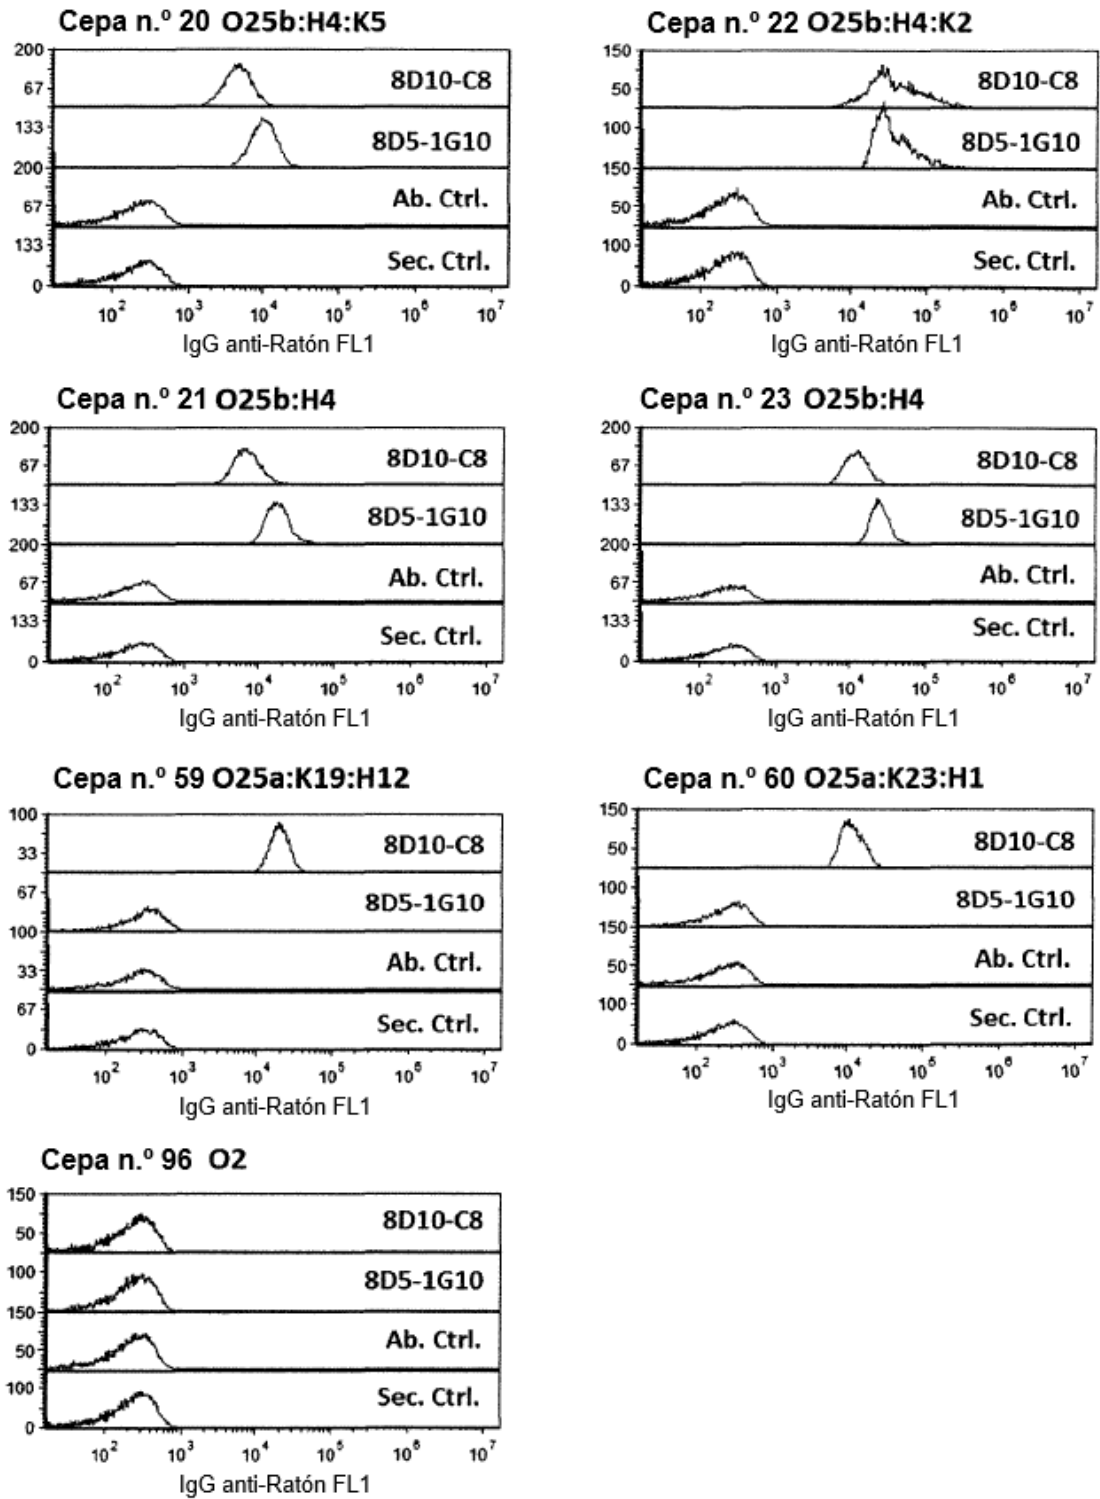 Cepa n.º 20 O25b:H4:K5
200
67
8D10-C8
133
8D5-1G10
200
67
Ab. Ctrl.
133
Sec. Ctrl.
0
10² 10³ 10⁴ 10⁵ 10⁶ 10⁷
IgG anti-Ratón FL1
Cepa n.º 22 O25b:H4:K2
150
50
8D10-C8
100
8D5-1G10
150
50
Ab. Ctrl.
100
Sec. Ctrl.
0
10² 10³ 10⁴ 10⁵ 10⁶ 10⁷
IgG anti-Ratón FL1
Cepa n.º 21 O25b:H4
200
67
8D10-C8
133
8D5-1G10
200
67
Ab. Ctrl.
133
Sec. Ctrl.
0
10² 10³ 10⁴ 10⁵ 10⁶ 10⁷
IgG anti-Ratón FL1
Cepa n.º 23 O25b:H4
200
67
8D10-C8
133
8D5-1G10
200
67
Ab. Ctrl.
133
Sec. Ctrl.
0
10² 10³ 10⁴ 10⁵ 10⁶ 10⁷
IgG anti-Ratón FL1
Cepa n.º 59 O25a:K19:H12
100
33
8D10-C8
67
8D5-1G10
100
33
Ab. Ctrl.
67
Sec. Ctrl.
0
10² 10³ 10⁴ 10⁵ 10⁶ 10⁷
IgG anti-Ratón FL1
Cepa n.º 60 O25a:K23:H1
150
50
8D10-C8
100
8D5-1G10
150
50
Ab. Ctrl.
100
Sec. Ctrl.
0
10² 10³ 10⁴ 10⁵ 10⁶ 10⁷
IgG anti-Ratón FL1
Cepa n.º 96 O2
150
50
8D10-C8
100
8D5-1G10
150
50
Ab. Ctrl.
100
Sec. Ctrl.
0
10² 10³ 10⁴ 10⁵ 10⁶ 10⁷
IgG anti-Ratón FL1